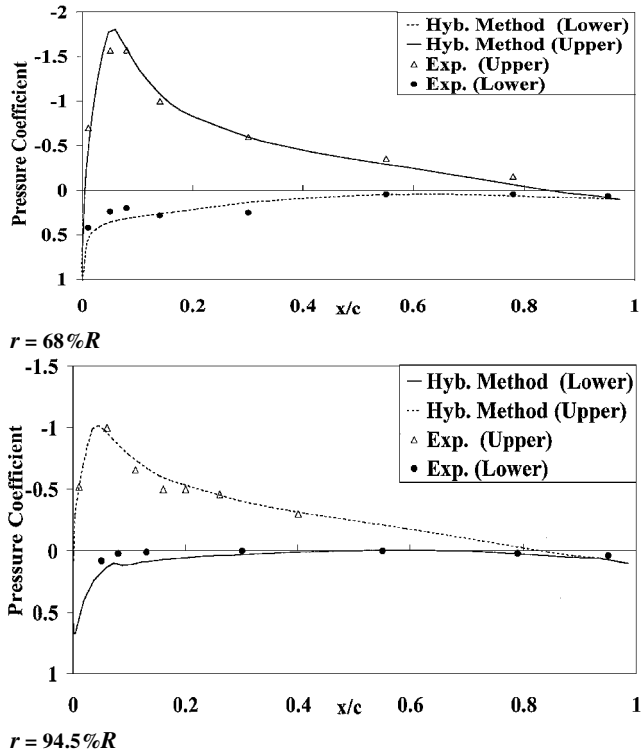 -2
-1.5
-1
-0.5
0
0.5
1
Pressure Coefficient
Hyb. Method (Lower)
Hyb. Method (Upper)
Exp. (Upper)
Exp. (Lower)
0 0.2 0.4 0.6 0.8 1
x/c
r = 68%R
-1.5
-1
-0.5
0
0.5
1
Pressure Coefficient
Hyb. Method (Lower)
Hyb. Method (Upper)
Exp. (Upper)
Exp. (Lower)
0 0.2 0.4 0.6 0.8 1
x/c
r = 94.5%R